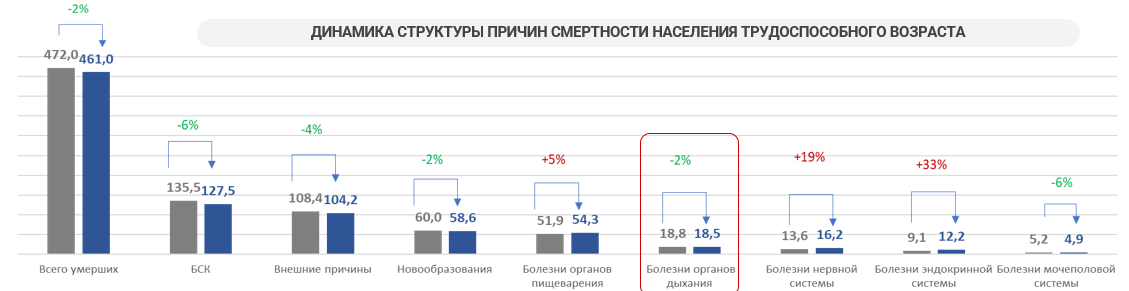 -2%
ДИНАМИКА СТРУКТУРЫ ПРИЧИН СМЕРТНОСТИ НАСЕЛЕНИЯ ТРУДОСПОСОБНОГО ВОЗРАСТА
472,0 461,0
-6%
135,5 127,5
-4%
108,4 104,2
-2%
60,0 58,6
+5%
51,9 54,3
-2%
18,8 18,5
+19%
13,6 16,2
+33%
9,1 12,2
-6%
5,2 4,9
Всего умерших
БСК
Внешние причины
Новообразования
Болезни органов
пищеварения
Болезни органов
дыхания
Болезни нервной
системы
Болезни эндокринной
системы
Болезни мочеполовой
системы